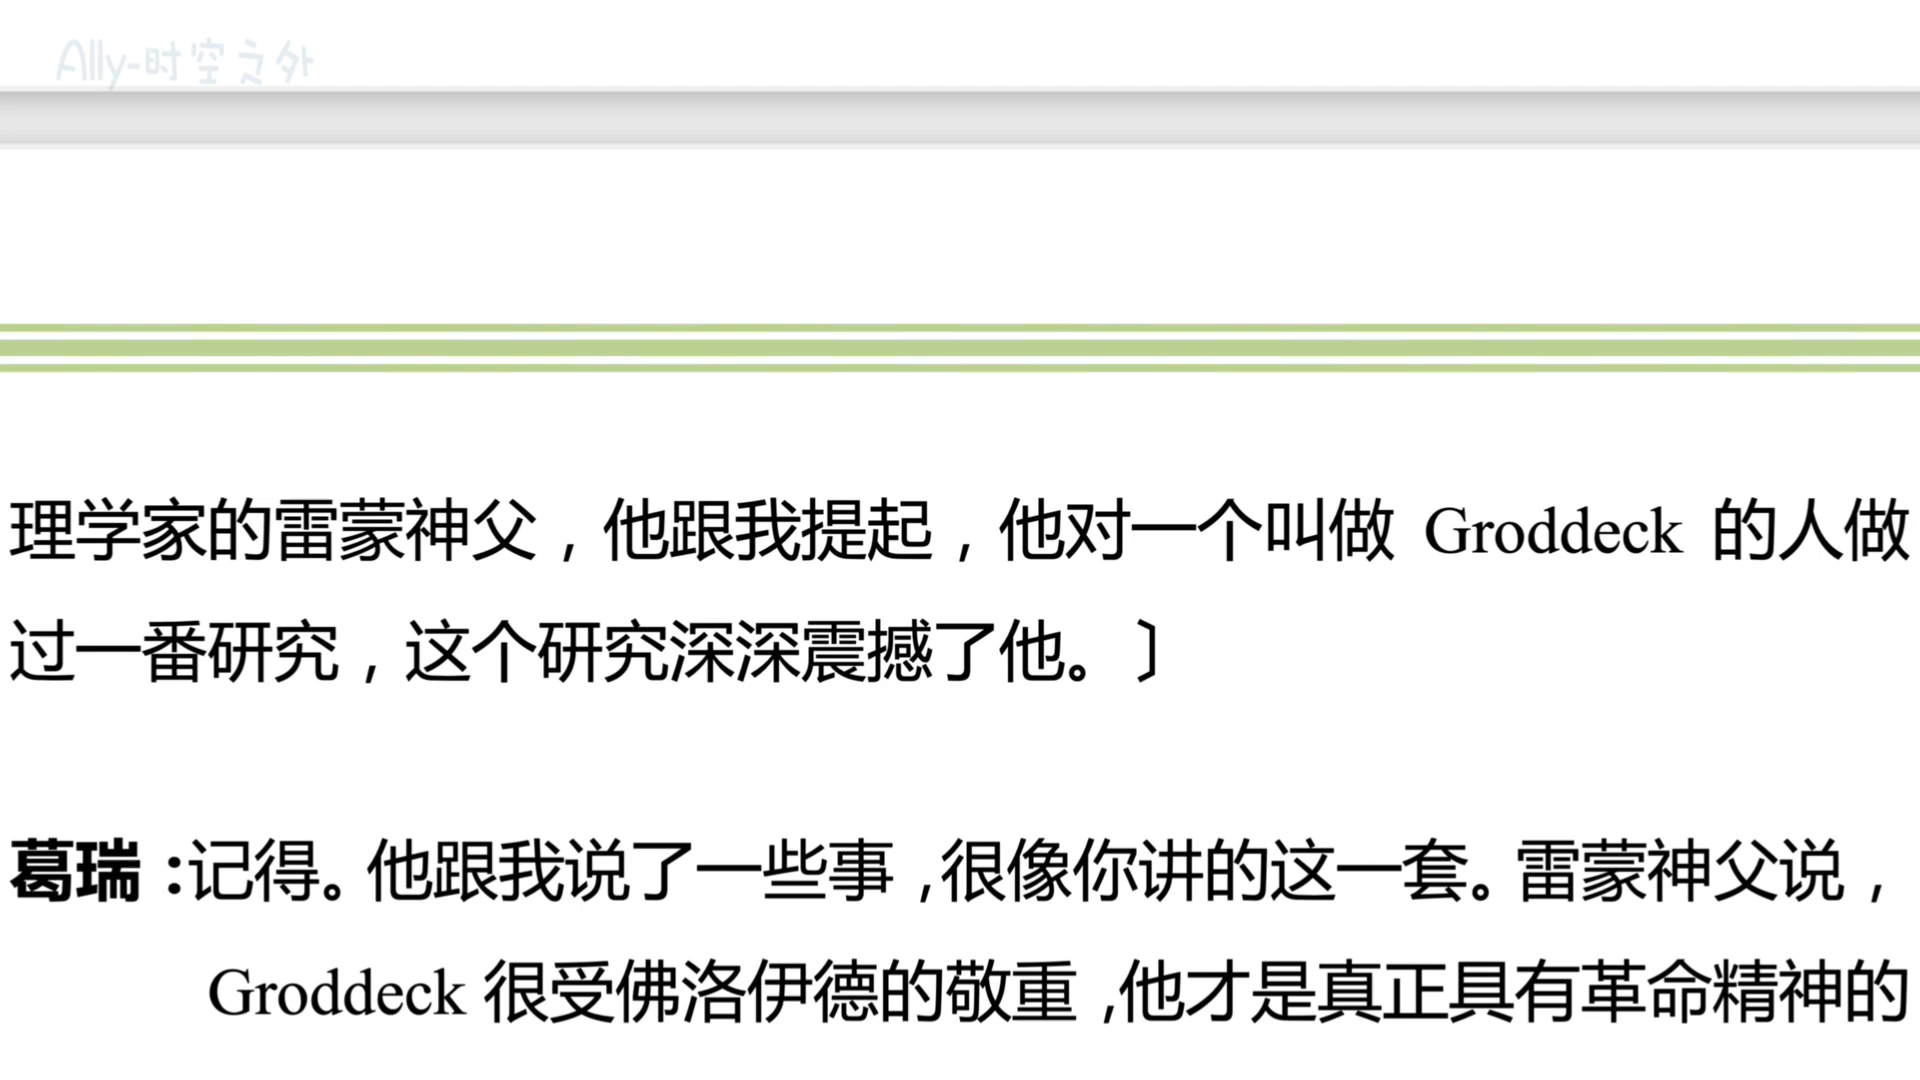 Ally-时空之外
理学家的雷蒙神父，他跟我提起，他对一个叫做 Groddeck 的人做
过一番研究，这个研究深深震撼了他。〕
葛瑞：记得。他跟我说了一些事，很像你讲的这一套。雷蒙神父说，
Groddeck 很受佛洛伊德的敬重，他才是真正具有革命精神的